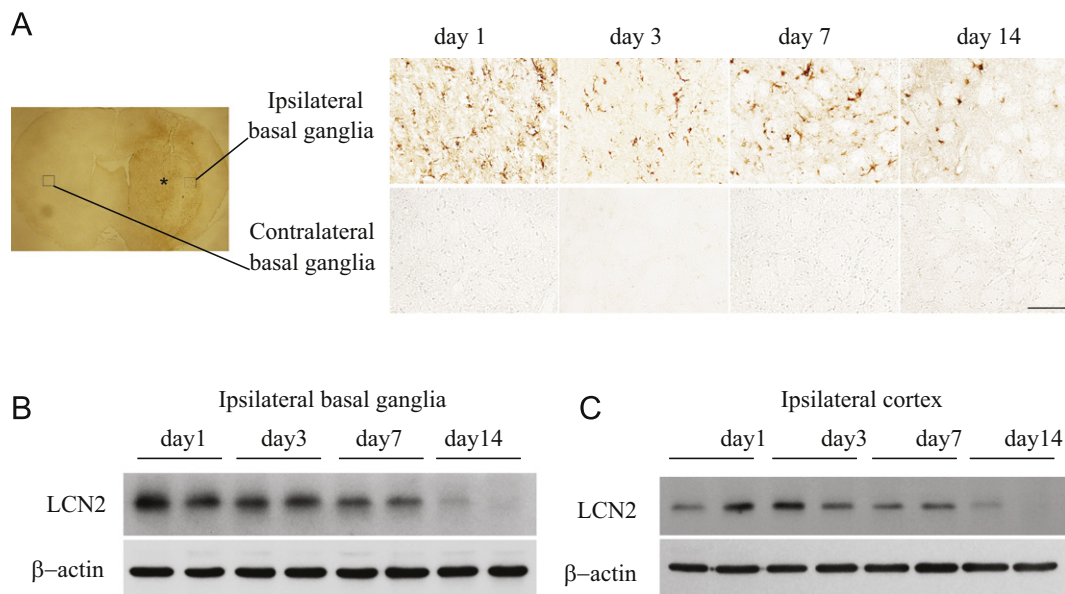 A
day 1 day 3 day 7 day 14
Ipsilateral
basal ganglia
*
Contralateral
basal ganglia
B
Ipsilateral basal ganglia
day1 day3 day7 day14
LCN2
β−actin
C
Ipsilateral cortex
day1 day3 day7 day14
LCN2
β−actin